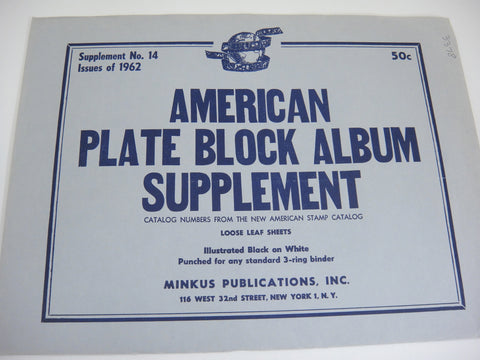 Supplement No. 14
Issues of 1962
50c
AMERICAN
PLATE BLOCK ALBUM
SUPPLEMENT
CATALOG NUMBERS FROM THE NEW AMERICAN STAMP CATALOG
LOOSE LEAF SHEETS
Illustrated Black on White
Punched for any standard 3-ring binder
MINKUS PUBLICATIONS, INC.
116 WEST 32nd STREET, NEW YORK 1, N. Y.